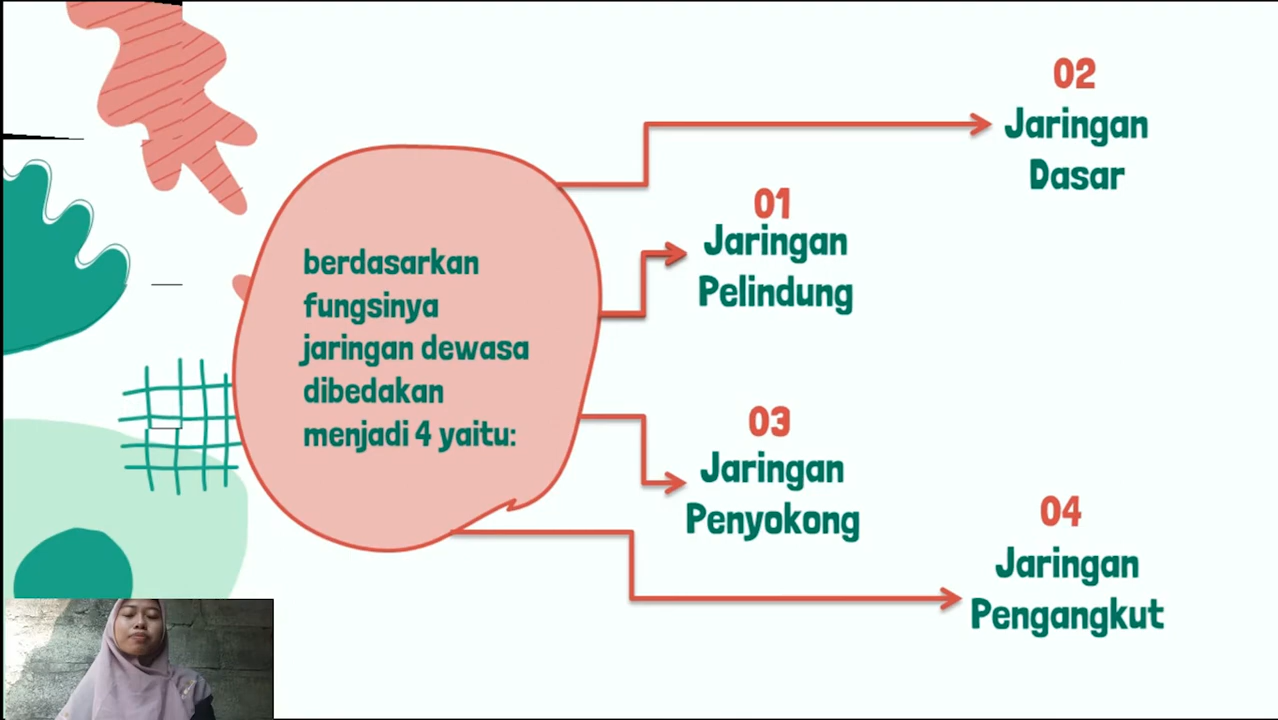 berdasarkan
fungsinya
jaringan dewasa
dibedakan
menjadi 4 yaitu:
01
Jaringan
Pelindung
02
Jaringan
Dasar
03
Jaringan
Penyokong
04
Jaringan
Pengangkut